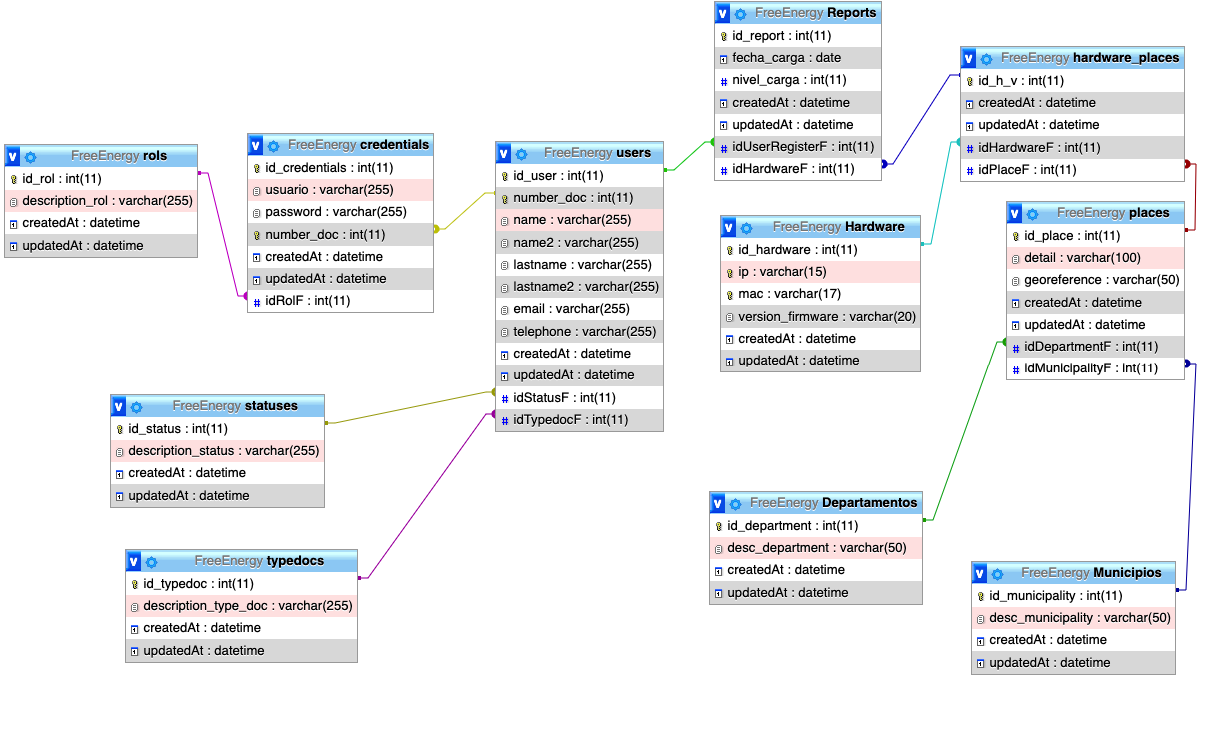 FreeEnergy rols
id_rol : int(11)
description_rol : varchar(255)
createdAt : datetime
updatedAt : datetime
FreeEnergy credentials
id_credentials : int(11)
usuario : varchar(255)
password : varchar(255)
number_doc : int(11)
createdAt : datetime
updatedAt : datetime
idRolF : int(11)
FreeEnergy users
id_user : int(11)
number_doc : int(11)
name : varchar(255)
name2 : varchar(255)
lastname : varchar(255)
lastname2 : varchar(255)
email : varchar(255)
telephone : varchar(255)
createdAt : datetime
updatedAt : datetime
idStatusF : int(11)
idTypedocF : int(11)
FreeEnergy Reports
id_report : int(11)
fecha_carga : date
nivel_carga : int(11)
createdAt : datetime
updatedAt : datetime
idUserRegisterF : int(11)
idHardwareF : int(11)
FreeEnergy hardware_places
id_h_v : int(11)
createdAt : datetime
updatedAt : datetime
idHardwareF : int(11)
idPlaceF : int(11)
FreeEnergy Hardware
id_hardware : int(11)
ip : varchar(15)
mac : varchar(17)
version_firmware : varchar(20)
createdAt : datetime
updatedAt : datetime
FreeEnergy places
id_place : int(11)
detail : varchar(100)
georeference : varchar(50)
createdAt : datetime
updatedAt : datetime
idDepartmentF : int(11)
idMunicipalityF : int(11)
FreeEnergy statuses
id_status : int(11)
description_status : varchar(255)
createdAt : datetime
updatedAt : datetime
FreeEnergy typedocs
id_typedoc : int(11)
description_type_doc : varchar(255)
createdAt : datetime
updatedAt : datetime
FreeEnergy Departamentos
id_department : int(11)
desc_department : varchar(50)
createdAt : datetime
updatedAt : datetime
FreeEnergy Municipios
id_municipality : int(11)
desc_municipality : varchar(50)
createdAt : datetime
updatedAt : datetime